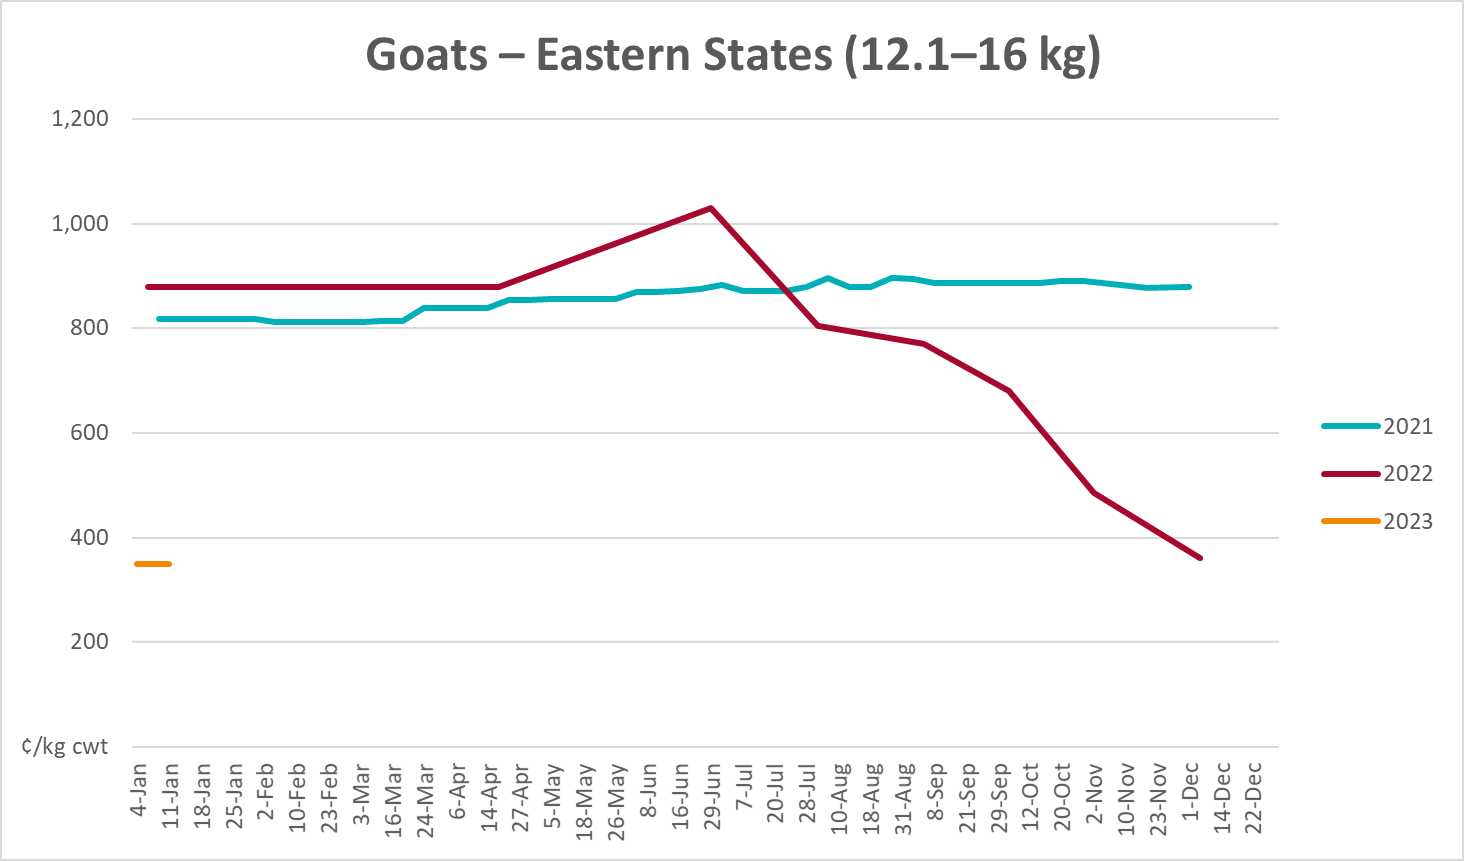 Goats – Eastern States (12.1–16 kg)
1,200
1,000
800
600
400
200
¢/kg cwt
4-Jan
11-Jan
18-Jan
25-Jan
2-Feb
10-Feb
23-Feb
3-Mar
16-Mar
24-Mar
6-Apr
14-Apr
27-Apr
5-May
18-May
26-May
8-Jun
16-Jun
29-Jun
7-Jul
20-Jul
28-Jul
10-Aug
18-Aug
31-Aug
8-Sep
21-Sep
29-Sep
12-Oct
20-Oct
2-Nov
10-Nov
23-Nov
1-Dec
14-Dec
22-Dec
2021
2022
2023